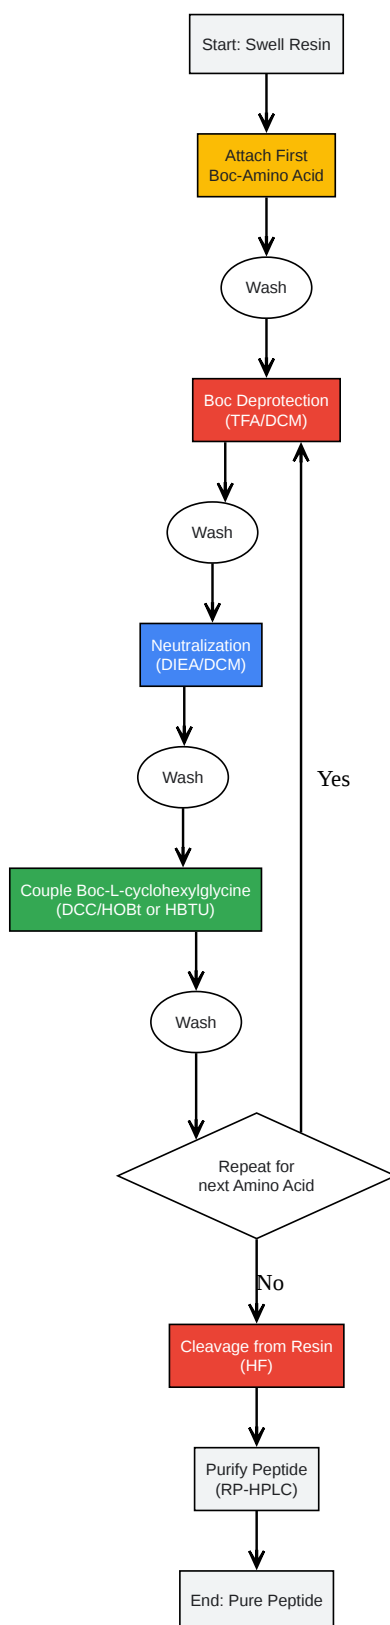 Start: Swell Resin
Attach First
Boc-Amino Acid
Wash
Boc Deprotection
(TFA/DCM)
Wash
Neutralization
(DIEA/DCM)
Wash
Yes
Couple Boc-L-cyclohexylglycine
(DCC/HOBt or HBTU)
Wash
Repeat for
next Amino Acid
No
Cleavage from Resin
(HF)
Purify Peptide
(RP-HPLC)
End: Pure Peptide